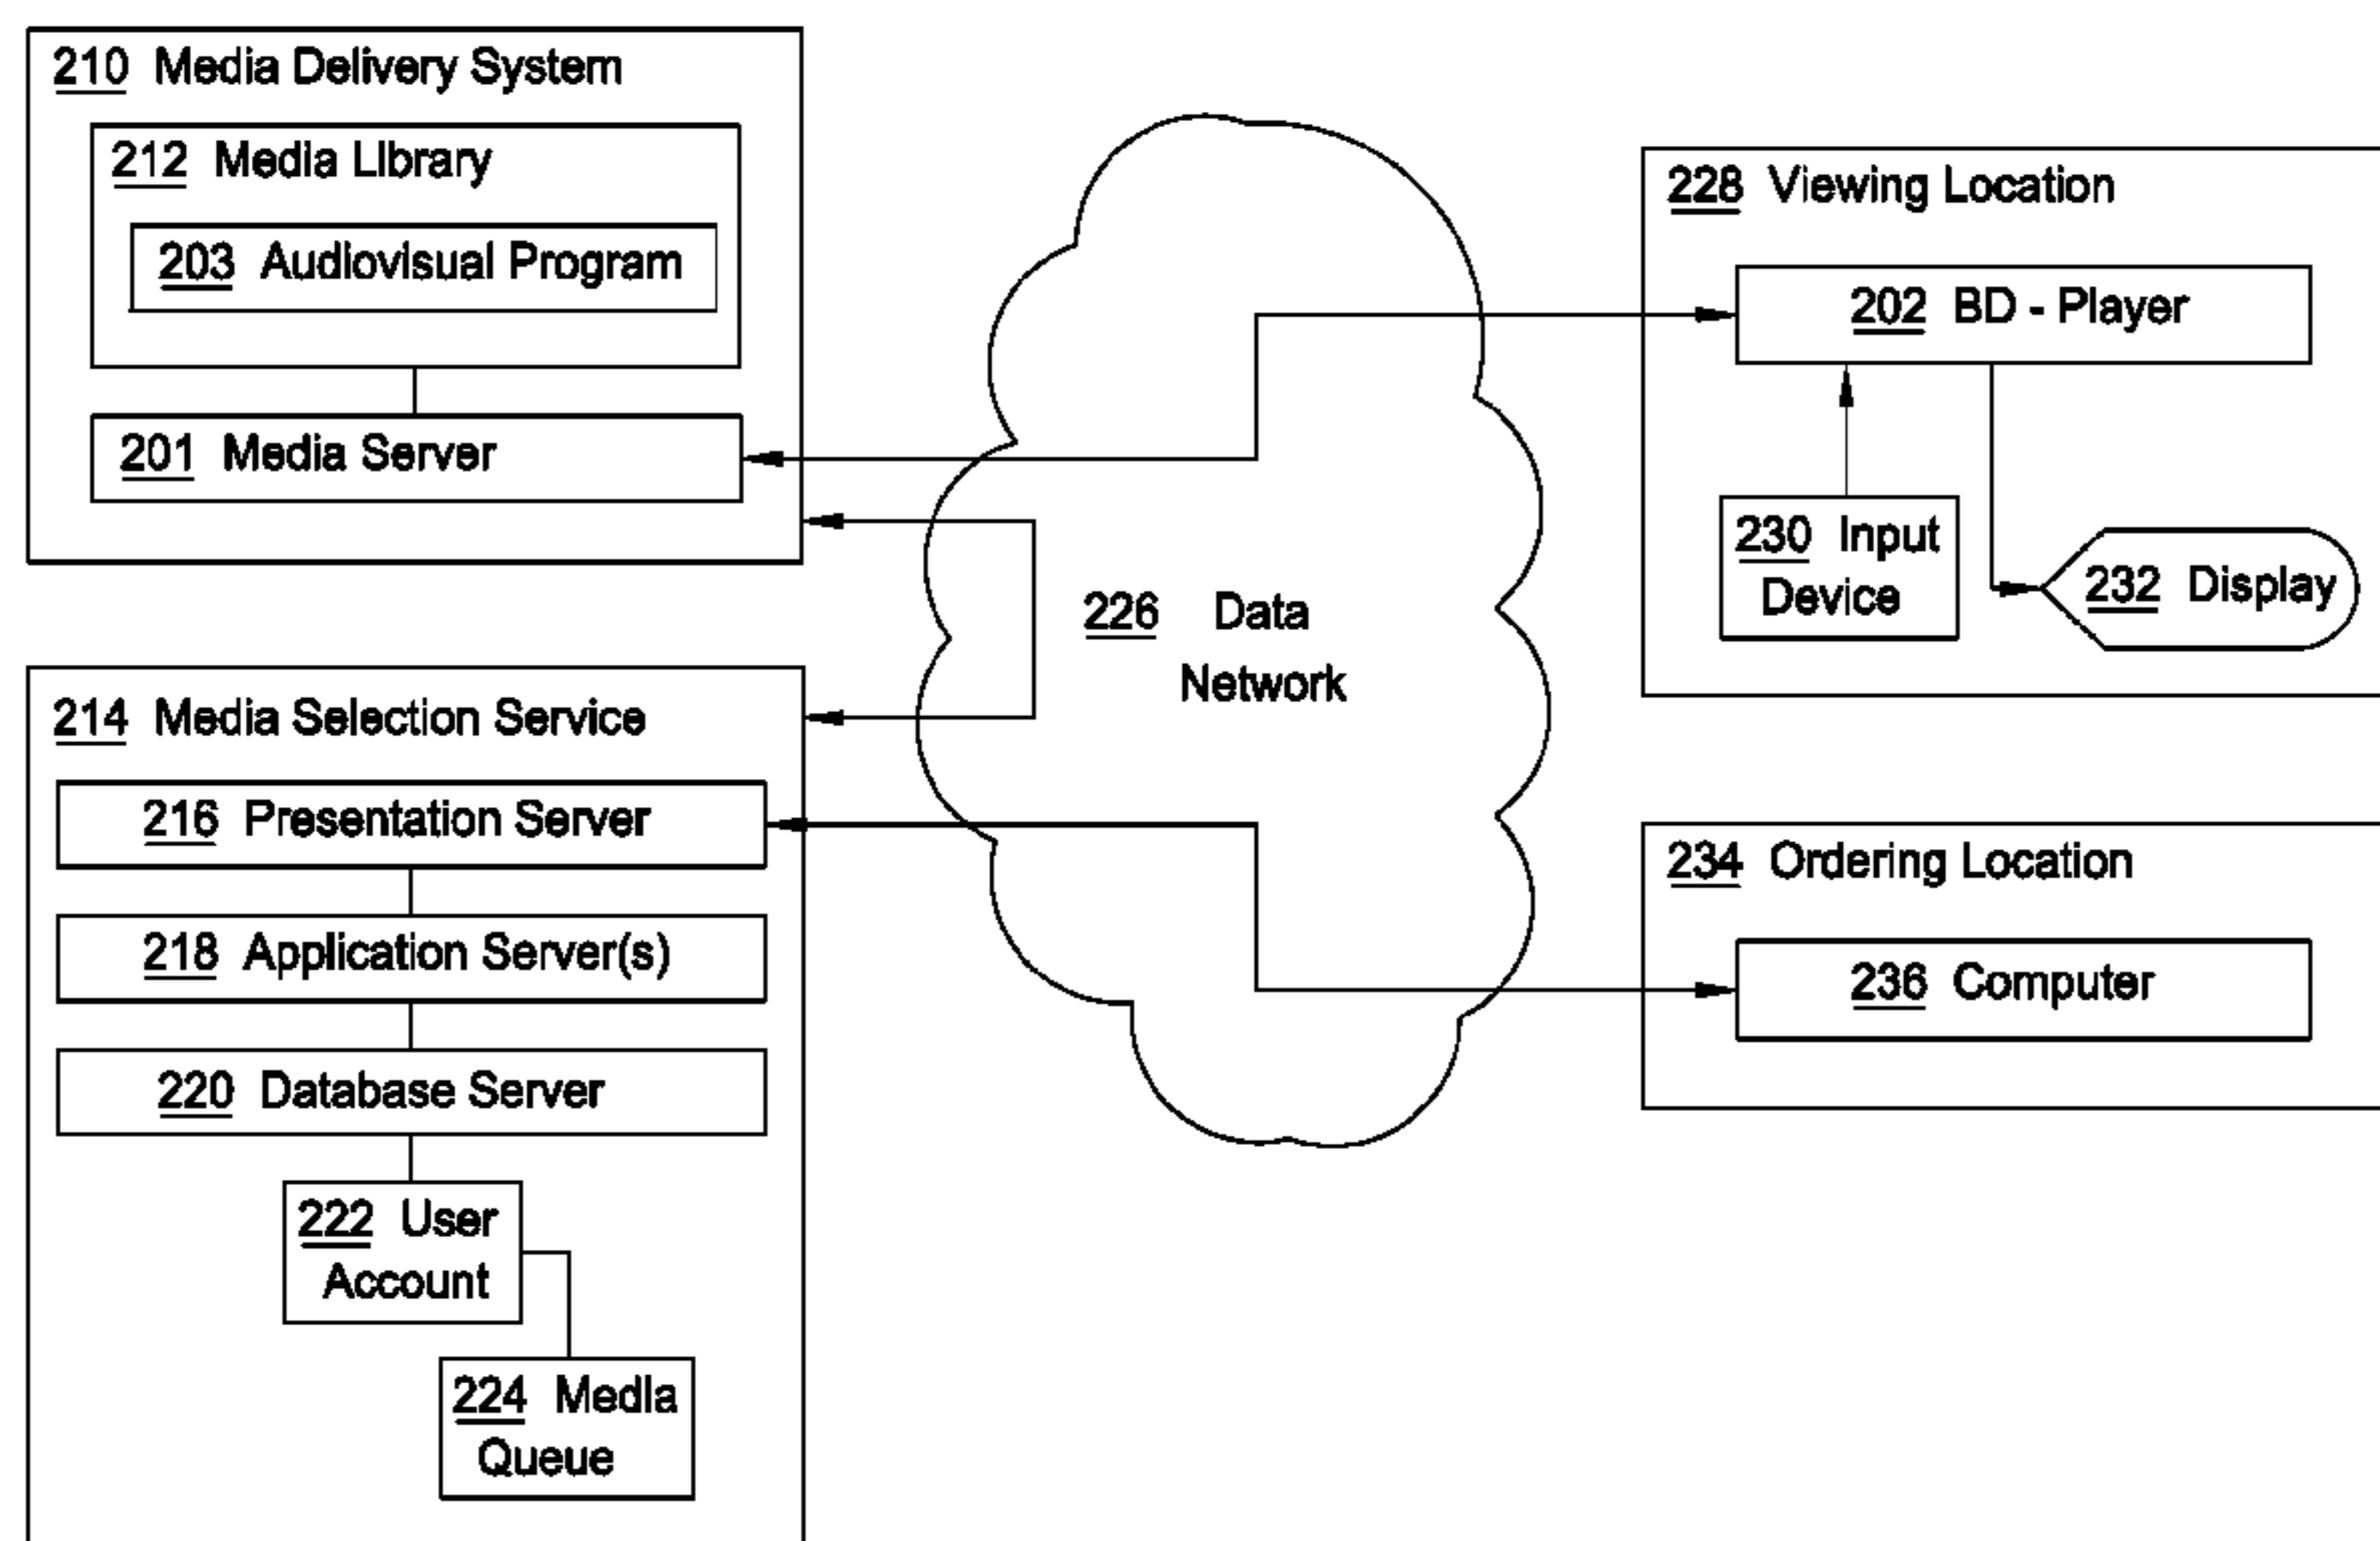 210 Media Delivery System
212 Media Library
203 Audiovisual Program
201 Media Server
214 Media Selection Service
216 Presentation Server
218 Application Server(s)
220 Database Server
222 User
Account
224 Media
Queue
226 Data
Network
228 Viewing Location
202 BD - Player
230 Input
Device
232 Display
234 Ordering Location
236 Computer